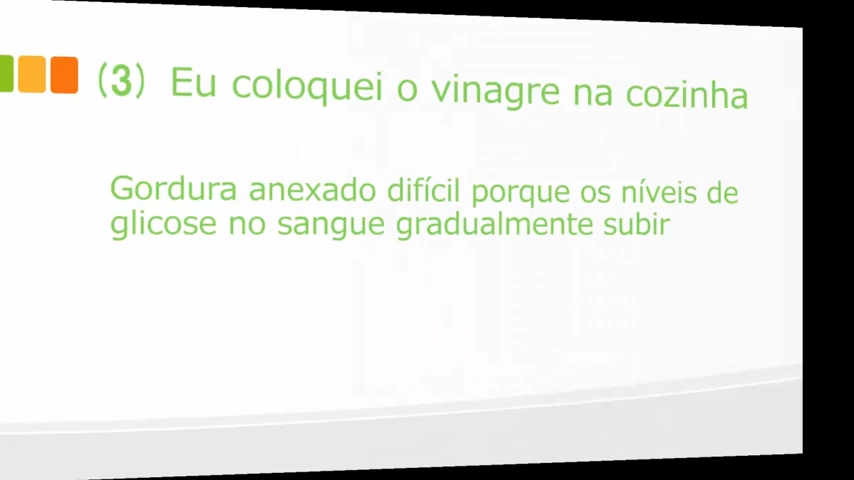 (3) Eu coloquei o vinagre na cozinha
Gordura anexado difícil porque os níveis de
glicose no sangue gradualmente subir